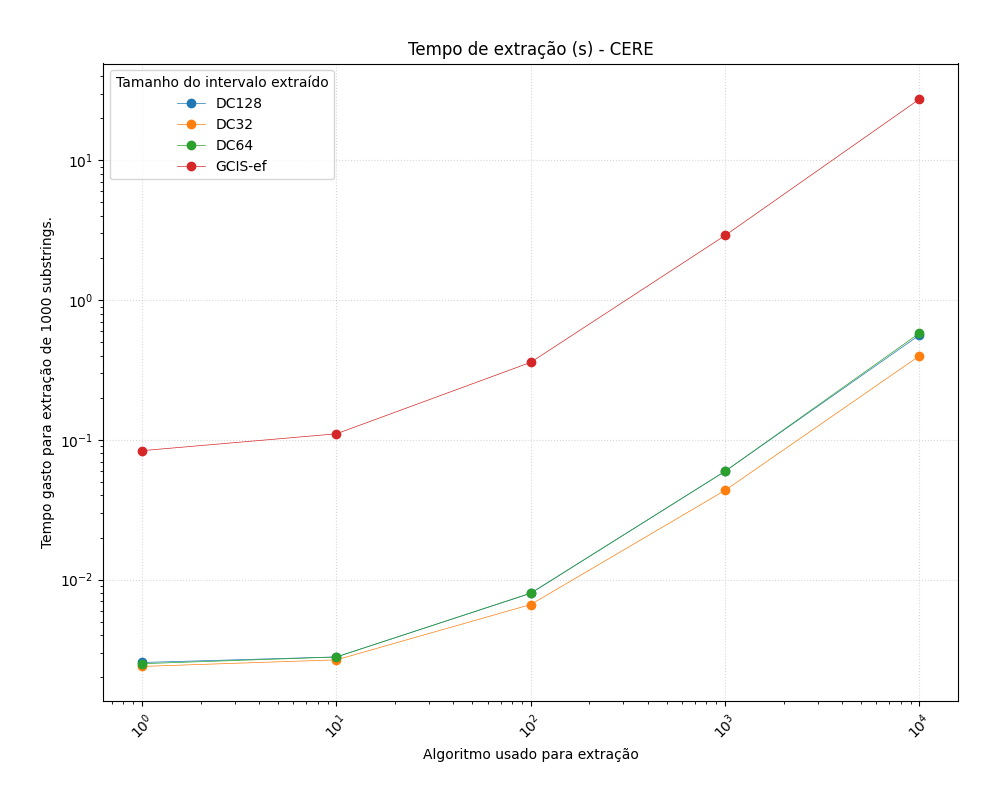 Tempo de extração (s) - CERE
Tamanho do intervalo extraído
DC128
DC32
DC64
GCIS-ef
Tempo gasto para extração de 1000 substrings.
10¹
10⁰
10⁻¹
10⁻²
10⁰
10¹
10²
10³
10⁴
Algoritmo usado para extração